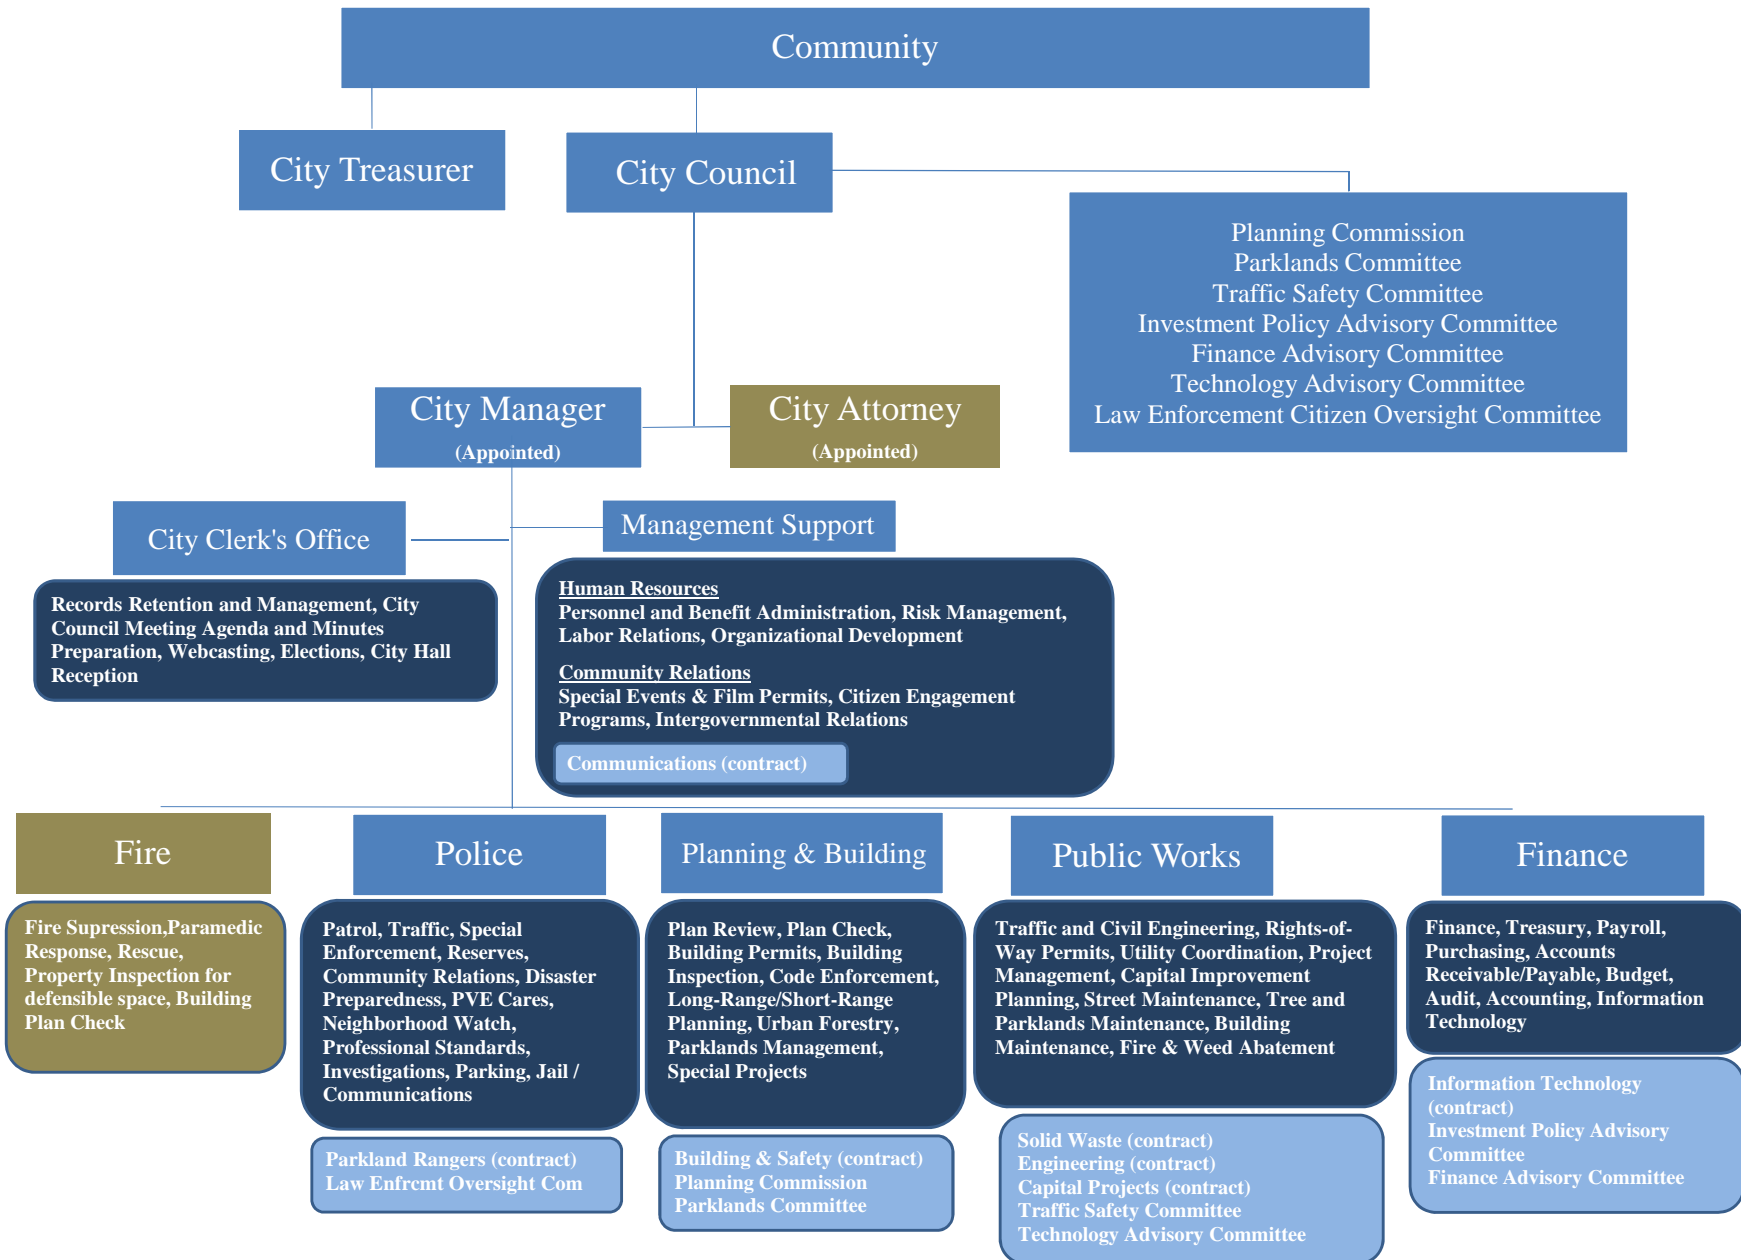 Community
City Treasurer
City Council
Planning Commission
Parklands Committee
Traffic Safety Committee
Investment Policy Advisory Committee
Finance Advisory Committee
Technology Advisory Committee
Law Enforcement Citizen Oversight Committee
City Manager
(Appointed)
City Attorney
(Appointed)
City Clerk's Office
Records Retention and Management, City
Council Meeting Agenda and Minutes
Preparation, Webcasting, Elections, City Hall
Reception
Management Support
Human Resources
Personnel and Benefit Administration, Risk Management,
Labor Relations, Organizational Development
Community Relations
Special Events & Film Permits, Citizen Engagement
Programs, Intergovernmental Relations
Communications (contract)
Fire
Fire Supression,Paramedic
Response, Rescue,
Property Inspection for
defensible space, Building
Plan Check
Police
Patrol, Traffic, Special
Enforcement, Reserves,
Community Relations, Disaster
Preparedness, PVE Cares,
Neighborhood Watch,
Professional Standards,
Investigations, Parking, Jail /
Communications
Parkland Rangers (contract)
Law Enfrcmt Oversight Com
Planning & Building
Plan Review, Plan Check,
Building Permits, Building
Inspection, Code Enforcement,
Long-Range/Short-Range
Planning, Urban Forestry,
Parklands Management,
Special Projects
Building & Safety (contract)
Planning Commission
Parklands Committee
Public Works
Traffic and Civil Engineering, Rights-of-
Way Permits, Utility Coordination, Project
Management, Capital Improvement
Planning, Street Maintenance, Tree and
Parklands Maintenance, Building
Maintenance, Fire & Weed Abatement
Solid Waste (contract)
Engineering (contract)
Capital Projects (contract)
Traffic Safety Committee
Technology Advisory Committee
Finance
Finance, Treasury, Payroll,
Purchasing, Accounts
Receivable/Payable, Budget,
Audit, Accounting, Information
Technology
Information Technology
(contract)
Investment Policy Advisory
Committee
Finance Advisory Committee